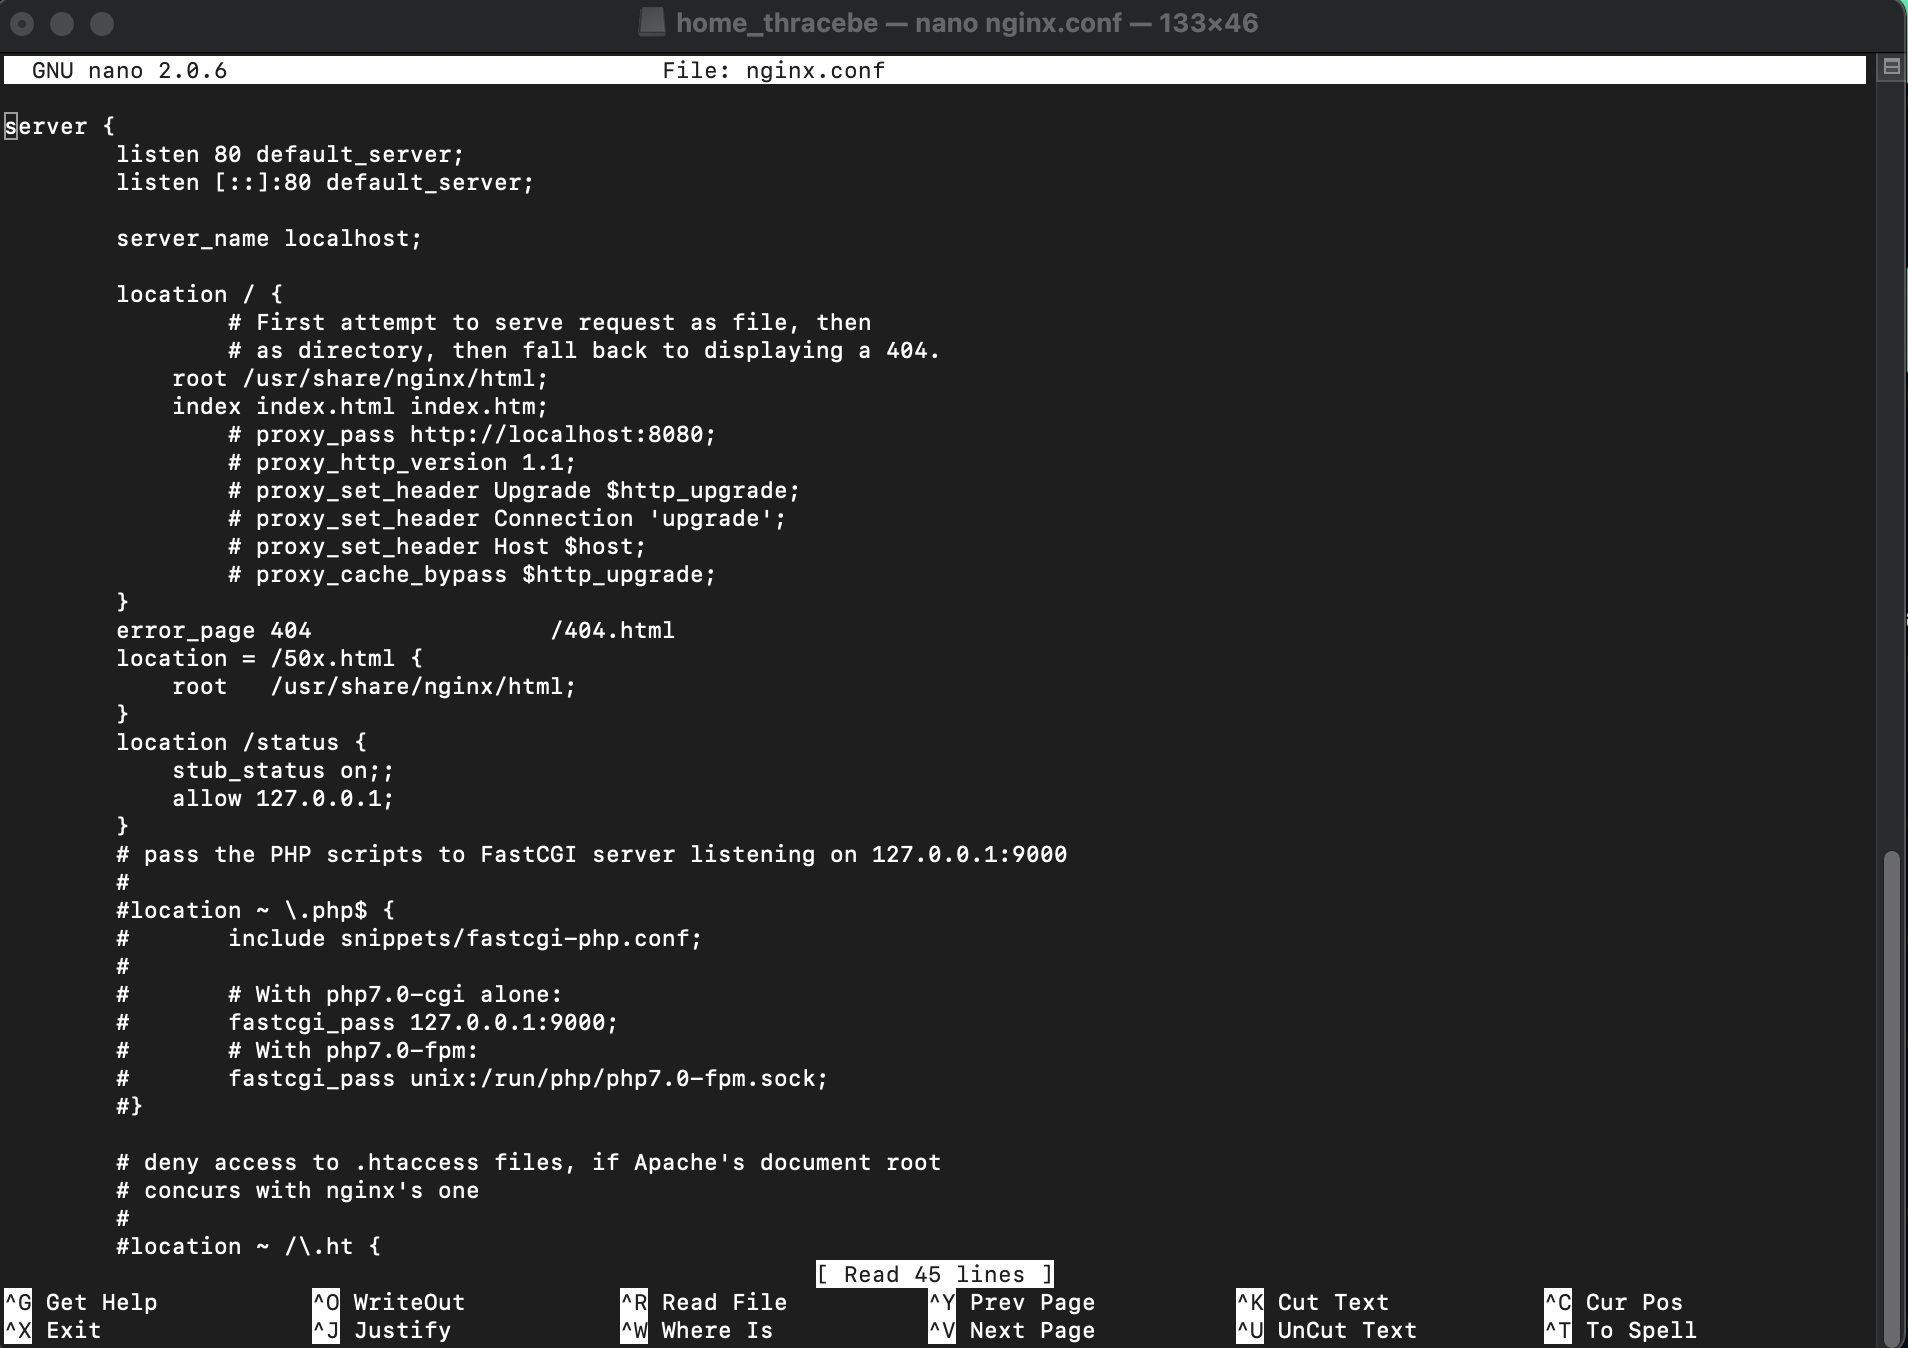 home_thracebe — nano nginx.conf — 133×46
GNU nano 2.0.6 File: nginx.conf
server {
listen 80 default_server;
listen [::]:80 default_server;
server_name localhost;
location / {
# First attempt to serve request as file, then
# as directory, then fall back to displaying a 404.
root /usr/share/nginx/html;
index index.html index.htm;
# proxy_pass http://localhost:8080;
# proxy_http_version 1.1;
# proxy_set_header Upgrade $http_upgrade;
# proxy_set_header Connection 'upgrade';
# proxy_set_header Host $host;
# proxy_cache_bypass $http_upgrade;
}
error_page 404 /404.html
location = /50x.html {
root /usr/share/nginx/html;
}
location /status {
stub_status on;;
allow 127.0.0.1;
}
# pass the PHP scripts to FastCGI server listening on 127.0.0.1:9000
#
#location ~ \.php$ {
# include snippets/fastcgi-php.conf;
#
# # With php7.0-cgi alone:
# fastcgi_pass 127.0.0.1:9000;
# # With php7.0-fpm:
# fastcgi_pass unix:/run/php/php7.0-fpm.sock;
#}
# deny access to .htaccess files, if Apache's document root
# concurs with nginx's one
#
#location ~ /\.ht {
[ Read 45 lines ]
^G Get Help ^O WriteOut ^R Read File ^Y Prev Page ^K Cut Text ^C Cur Pos
^X Exit ^J Justify ^W Where Is ^V Next Page ^U UnCut Text ^T To Spell